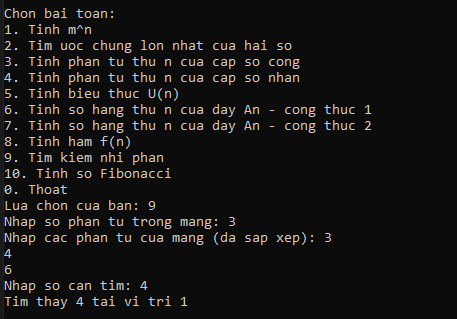 Chon bai toan:
1. Tinh m^n
2. Tim uoc chung lon nhat cua hai so
3. Tinh phan tu thu n cua cap so cong
4. Tinh phan tu thu n cua cap so nhan
5. Tinh bieu thuc U(n)
6. Tinh so hang thu n cua day An - cong thuc 1
7. Tinh so hang thu n cua day An - cong thuc 2
8. Tinh ham f(n)
9. Tim kiem nhi phan
10. Tinh so Fibonacci
0. Thoat
Lua chon cua ban: 9
Nhap so phan tu trong mang: 3
Nhap cac phan tu cua mang (da sap xep): 3
4
6
Nhap so can tim: 4
Tim thay 4 tai vi tri 1